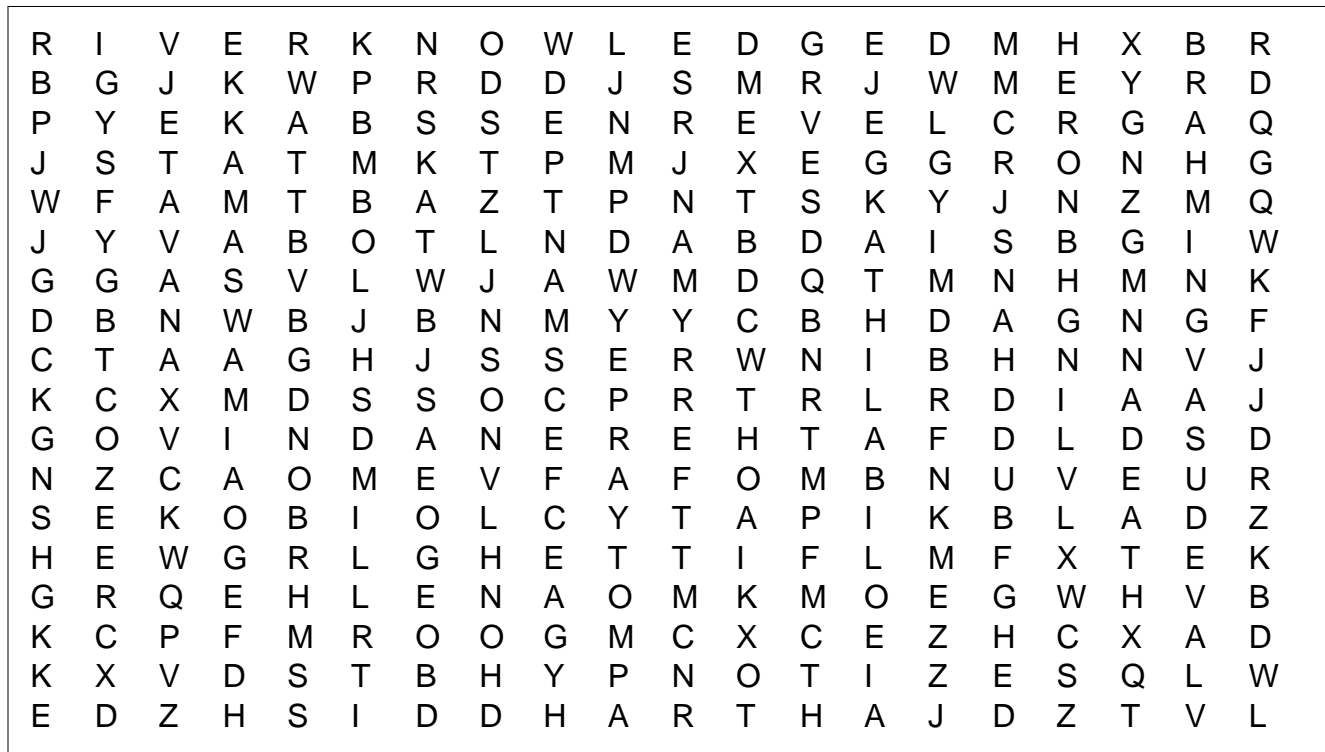 R I V E R K N O W L E D G E D M H X B R
B G J K W P R D D J S M R J W M E Y R D
P Y E K A B S S E N R E V E L C R G A Q
J S T A T M K T P M J X E G G R O N H G
W F A M T B A Z T P N T S K Y J N Z M Q
J Y V A B O T L N D A B D A I S B G I W
G G A S V L W J A W M D Q T M N H M N K
D B N W B J B N M Y Y C B H D A G N G F
C T A A G H J S S E R W N I B H N N V J
K C X M D S S O C P R T R L R D I A A J
G O V I N D A N E R E H T A F D L D S D
N Z C A O M E V F A F O M B N U V E U R
S E K O B I O L C Y T A P I K B L A D Z
H E W G R L G H E T T I F L M F X T E K
G R Q E H L E N A O M K M O E G W H V B
K C P F M R O O G M C X C E Z H C X A D
K X V D S T B H Y P N O T I Z E S Q L W
E D Z H S I D D H A R T H A J D Z T V L